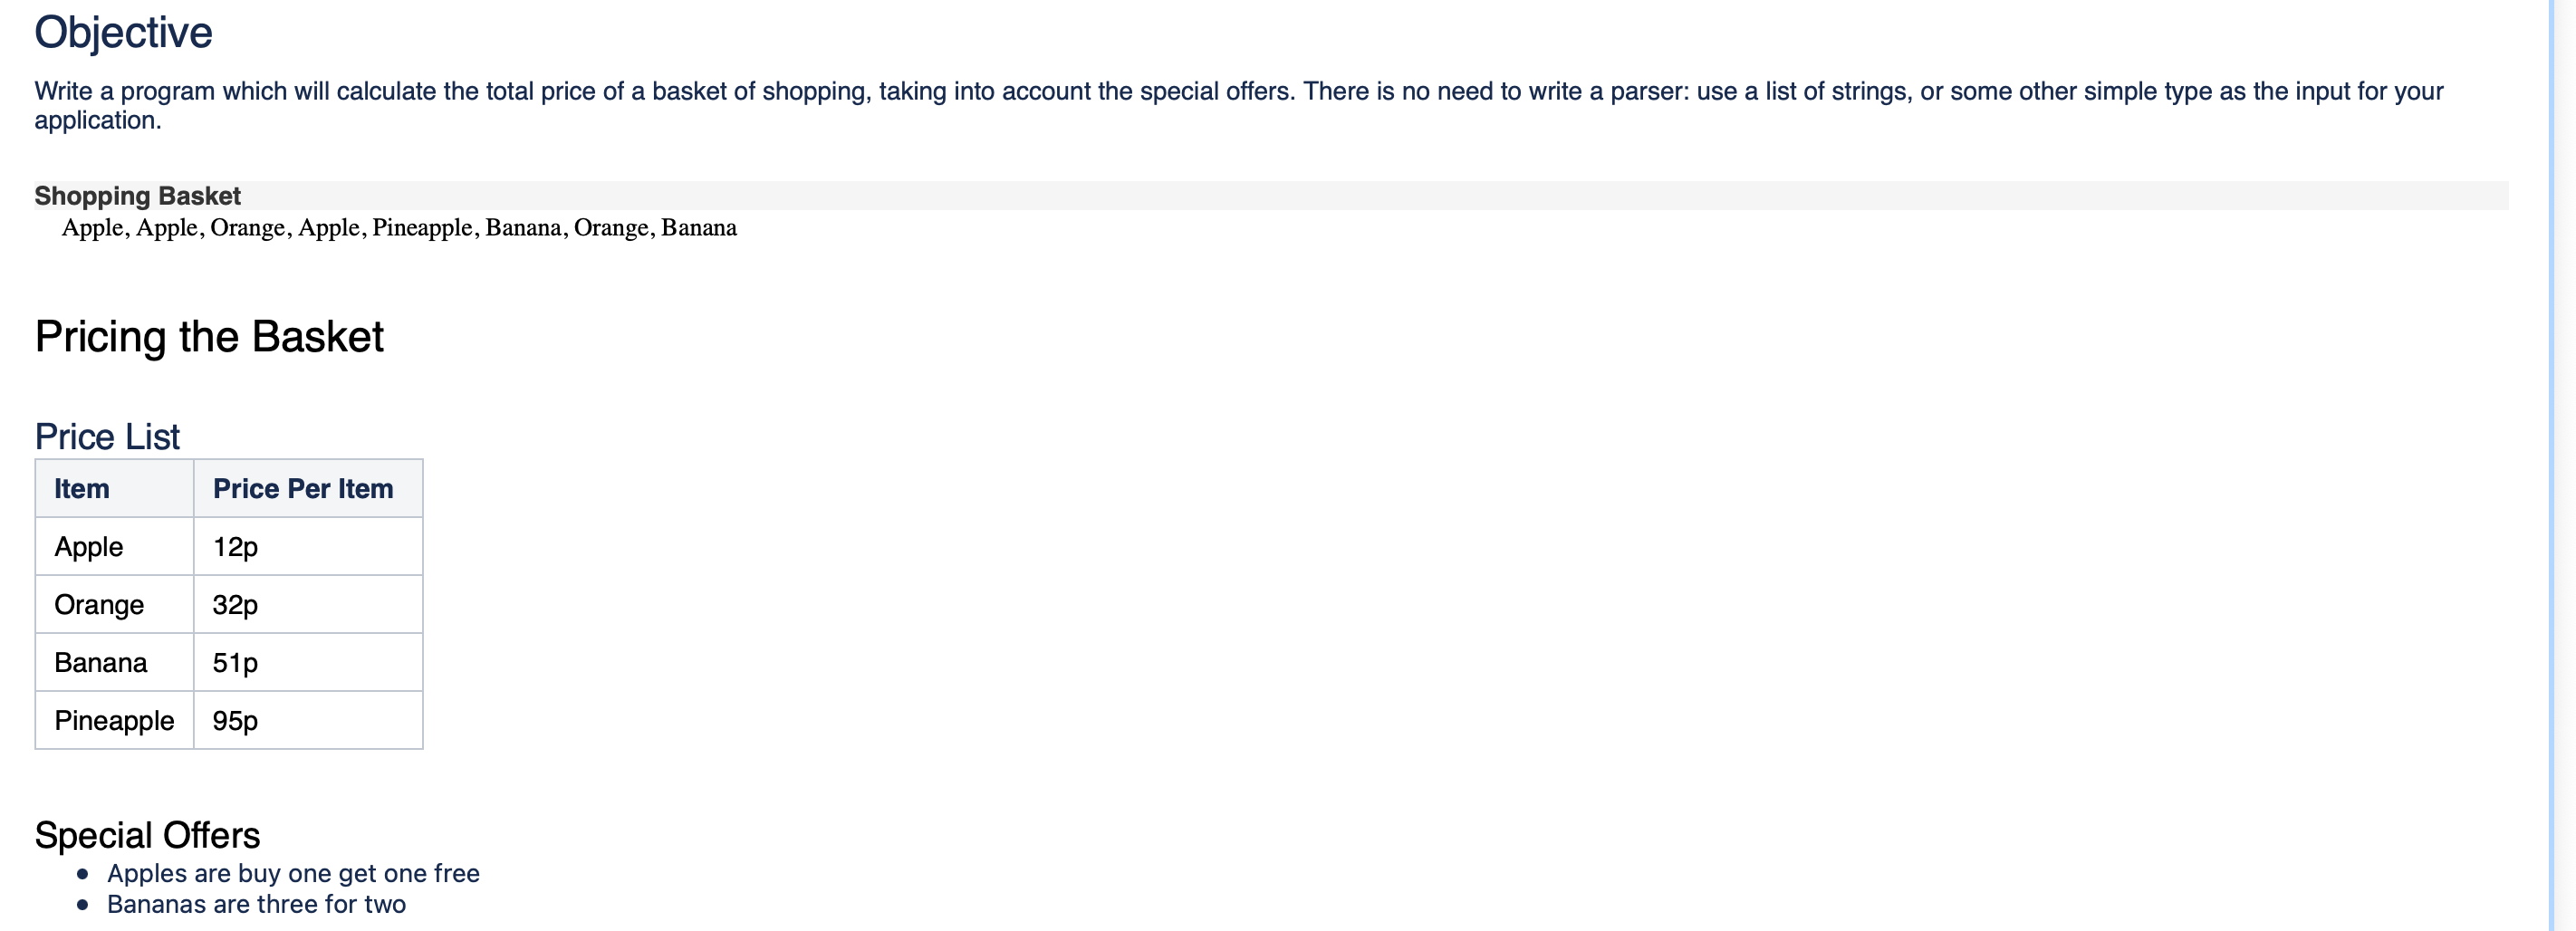 Objective
Write a program which will calculate the total price of a basket of shopping, taking into account the special offers. There is no need to write a parser: use a list of strings, or some other simple type as the input for your
application.
Shopping Basket
Apple, Apple, Orange, Apple, Pineapple, Banana, Orange, Banana
Pricing the Basket
Price List
Item Price Per Item
Apple 12p
Orange 32p
Banana 51p
Pineapple 95p
Special Offers
• Apples are buy one get one free
• Bananas are three for two